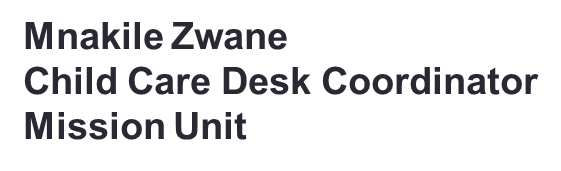 Mnakile Zwane
Child Care Desk Coordinator
Mission Unit